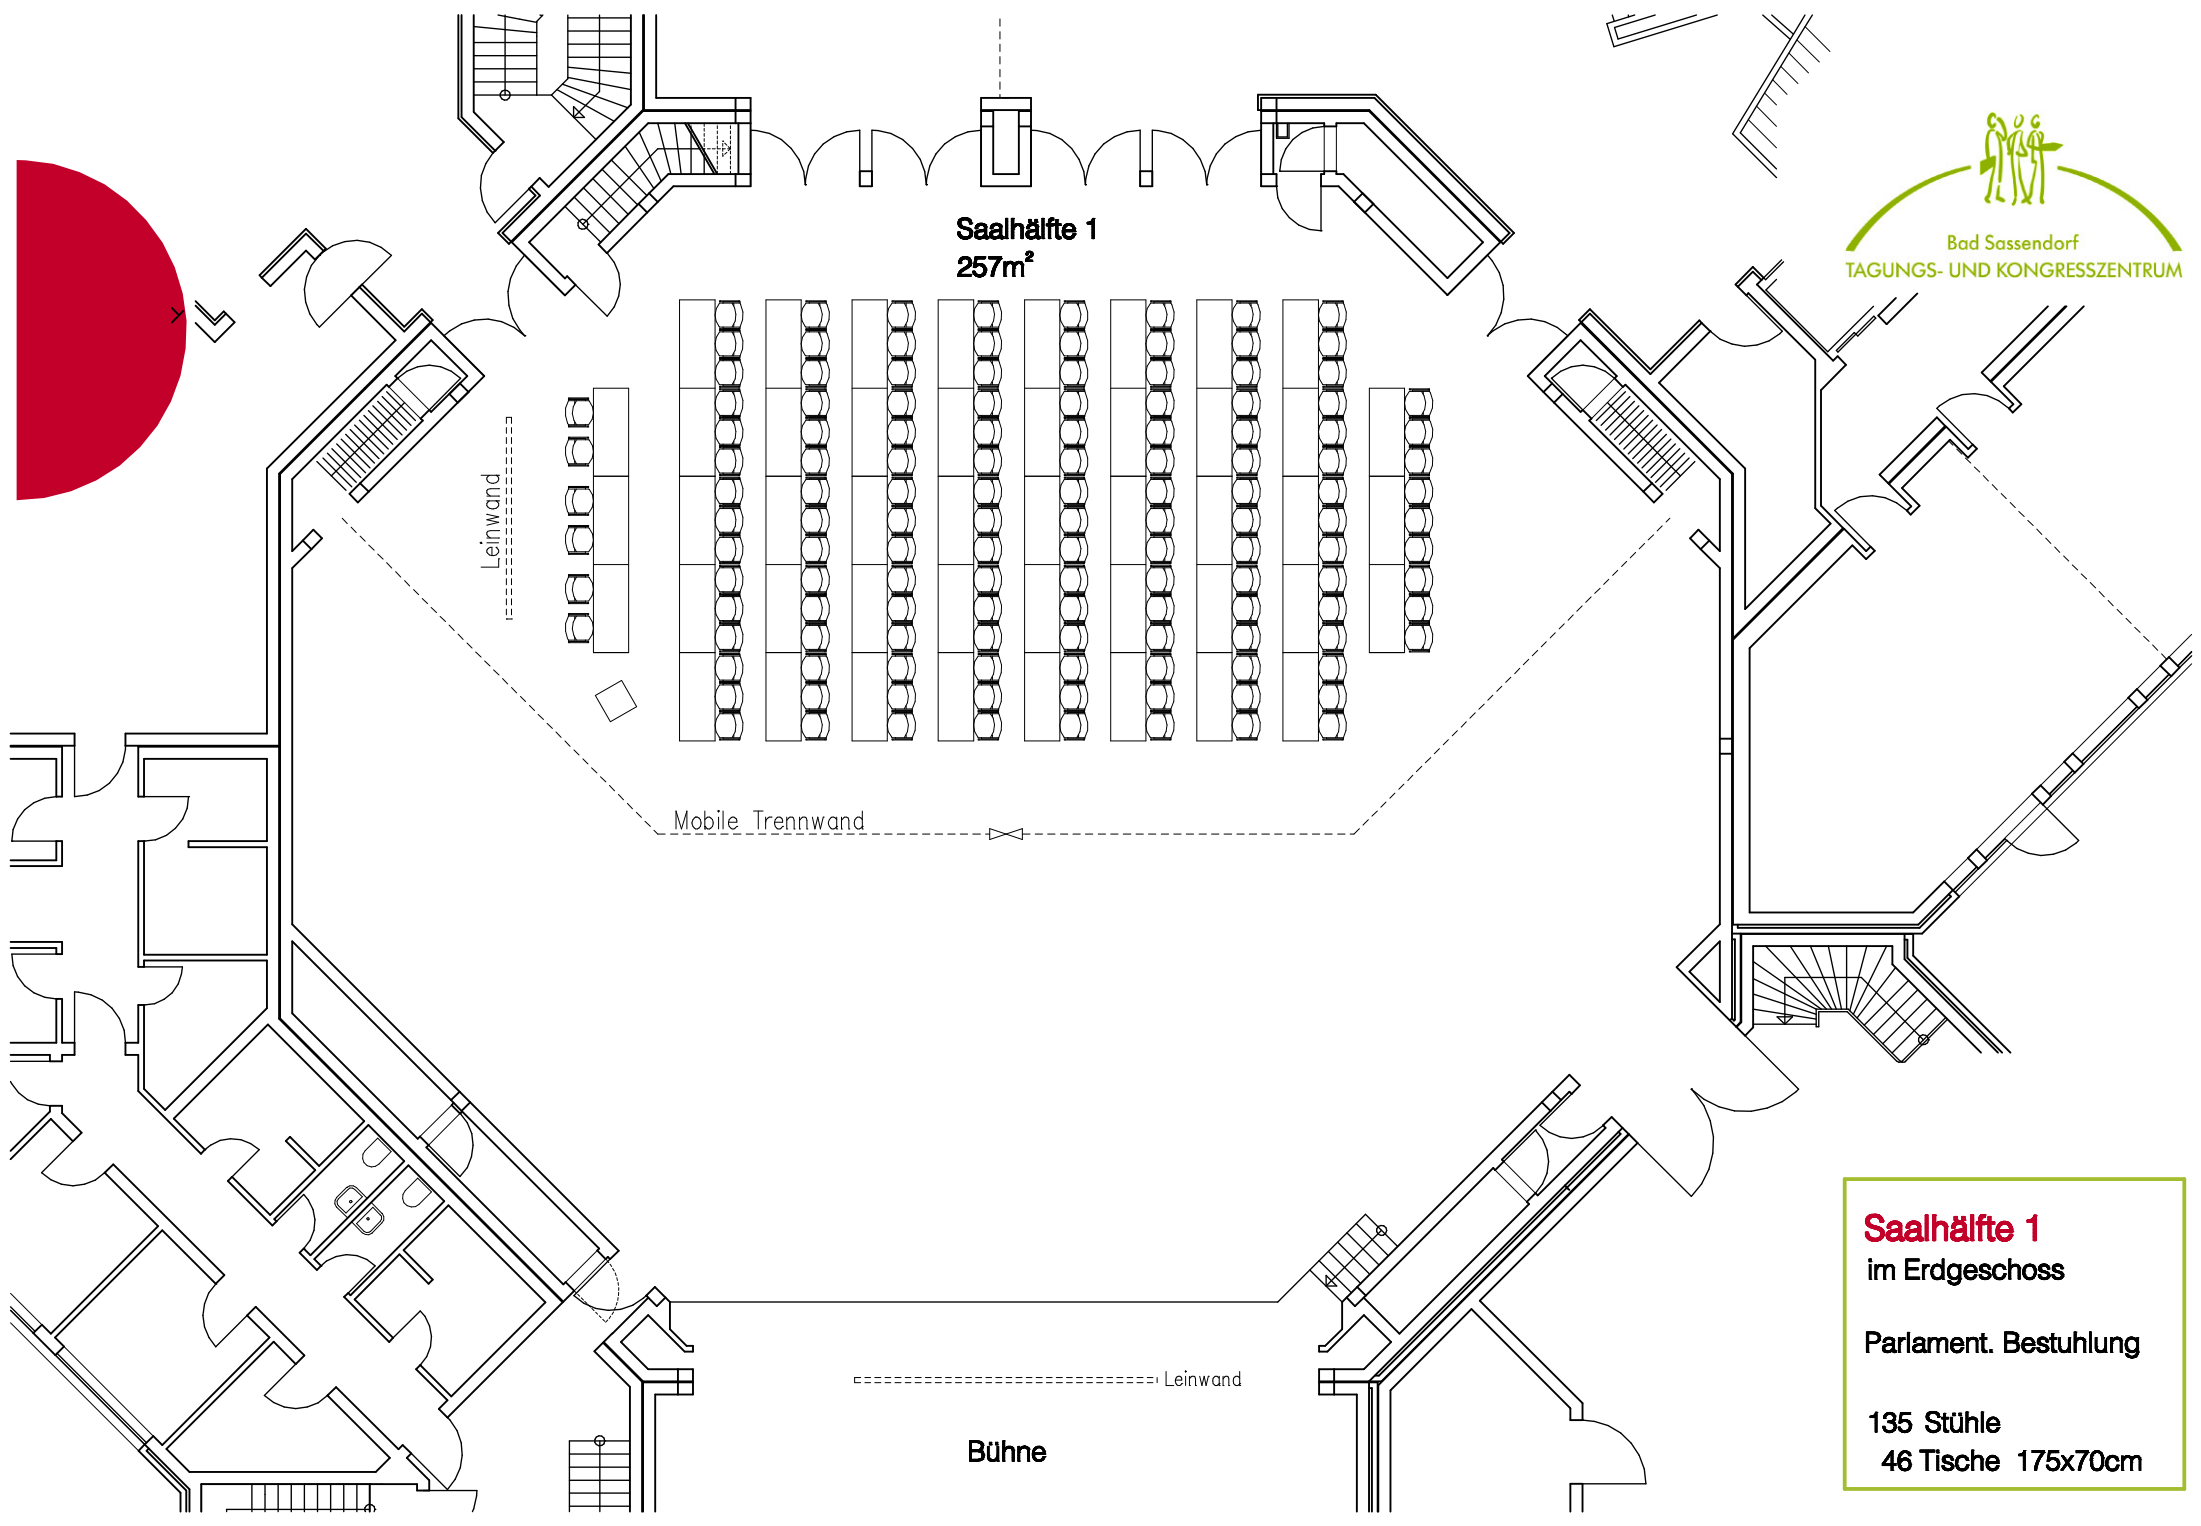 Saalhälfte 1
257m²
Bad Sassendorf
TAGUNGS- UND KONGRESSZENTRUM
Leinwand
Mobile Trennwand
Leinwand
Bühne
Saalhälfte 1
im Erdgeschoss
Parlament. Bestuhlung
135 Stühle
46 Tische 175x70cm